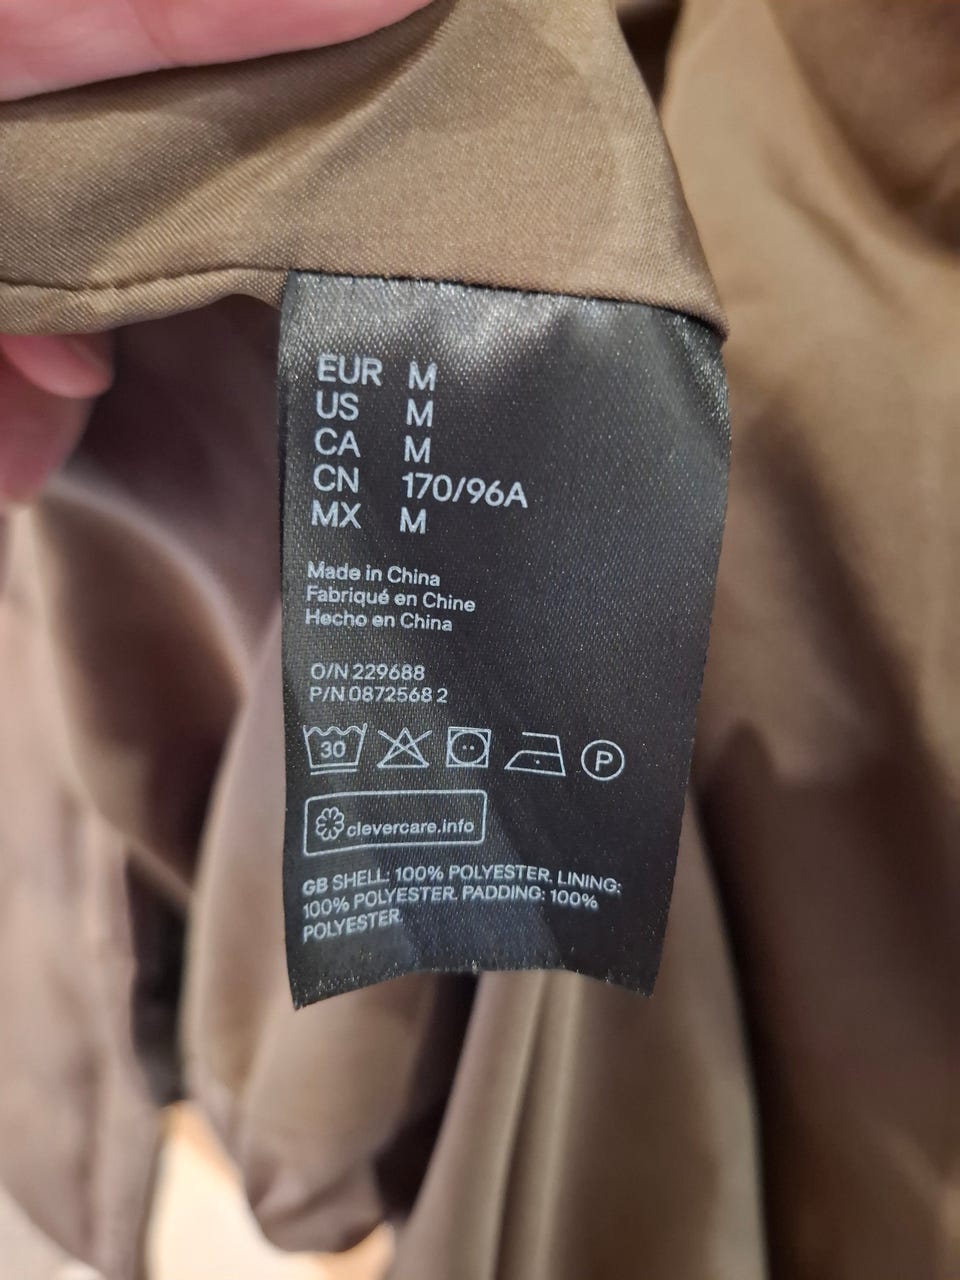 EUR M
US M
CA M
CN 170/96A
MX M
Made in China
Fabriqué en Chine
Hecho en China
O/N 229688
P/N 0872568 2
30
P
clevercare.info
GB SHELL: 100% POLYESTER. LINING:
100% POLYESTER. PADDING: 100%
POLYESTER.